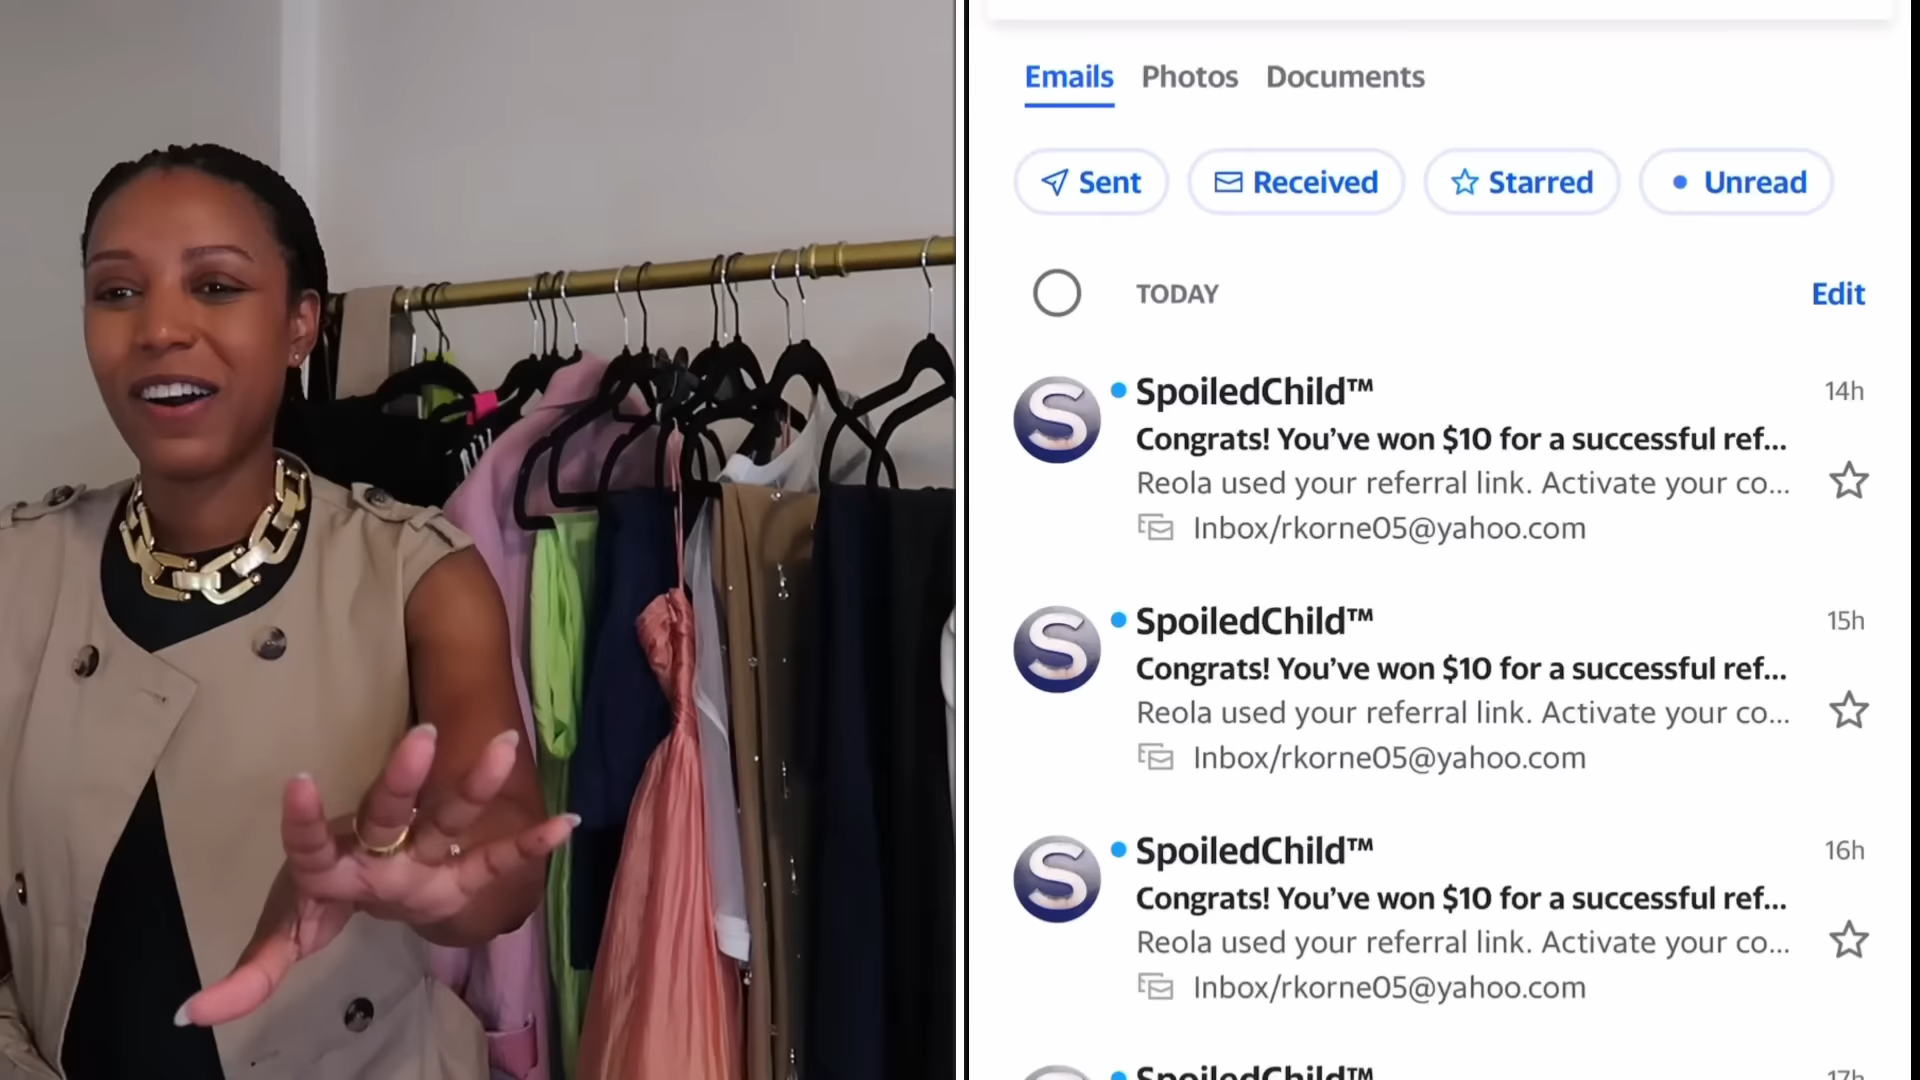 Emails Photos Documents
Sent Received Starred Unread
TODAY Edit
S SpoiledChild™ 14h
Congrats! You've won $10 for a successful ref...
Reola used your referral link. Activate your co...
Inbox/rkorne05@yahoo.com
S SpoiledChild™ 15h
Congrats! You've won $10 for a successful ref...
Reola used your referral link. Activate your co...
Inbox/rkorne05@yahoo.com
S SpoiledChild™ 16h
Congrats! You've won $10 for a successful ref...
Reola used your referral link. Activate your co...
Inbox/rkorne05@yahoo.com
SpoiledChild™ 17h